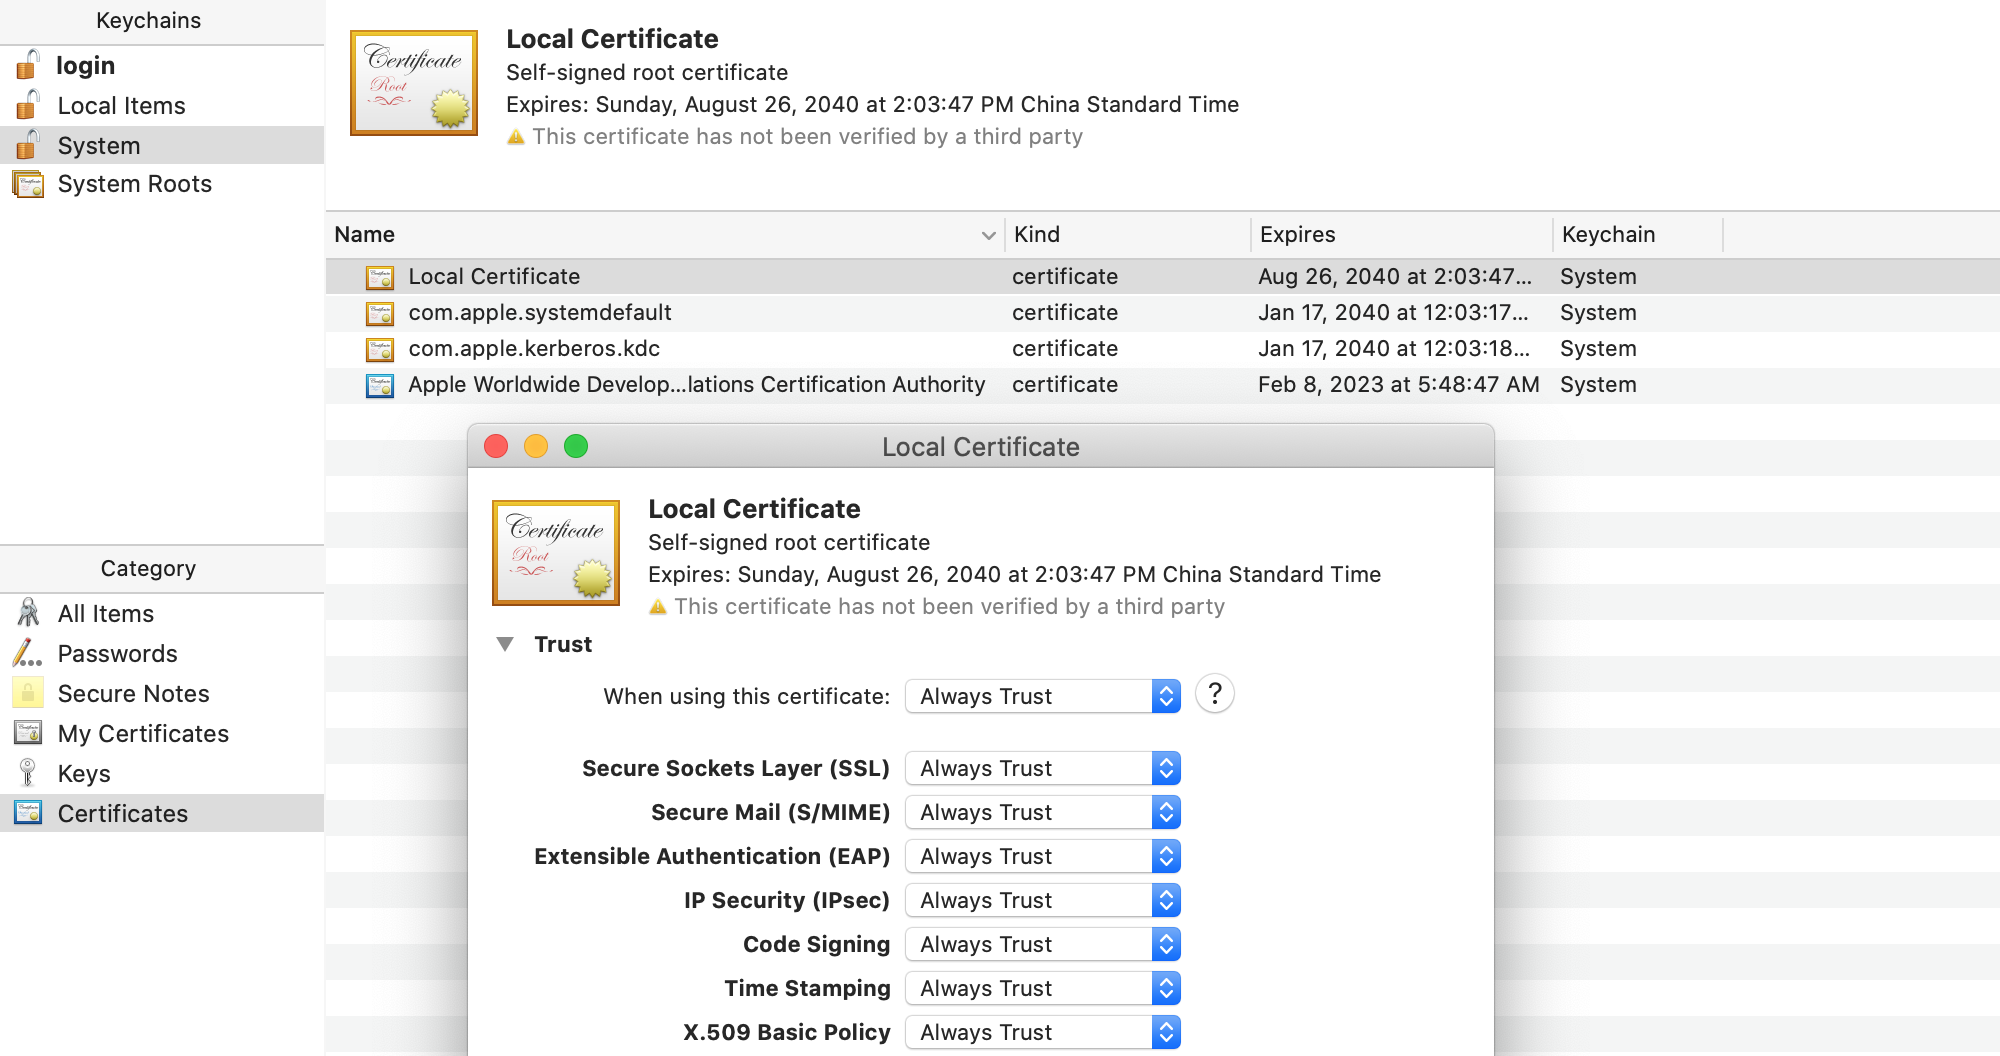 Keychains
login
Local Items
System
System Roots
Certificate
Root
Local Certificate
Self-signed root certificate
Expires: Sunday, August 26, 2040 at 2:03:47 PM China Standard Time
This certificate has not been verified by a third party
Name Kind Expires Keychain
Local Certificate certificate Aug 26, 2040 at 2:03:47... System
com.apple.systemdefault certificate Jan 17, 2040 at 12:03:17... System
com.apple.kerberos.kdc certificate Jan 17, 2040 at 12:03:18... System
Apple Worldwide Develop...lations Certification Authority certificate Feb 8, 2023 at 5:48:47 AM System
Category
All Items
Passwords
Secure Notes
My Certificates
Keys
Certificates
Local Certificate
Certificate
Root
Local Certificate
Self-signed root certificate
Expires: Sunday, August 26, 2040 at 2:03:47 PM China Standard Time
This certificate has not been verified by a third party
Trust
When using this certificate: Always Trust ?
Secure Sockets Layer (SSL) Always Trust
Secure Mail (S/MIME) Always Trust
Extensible Authentication (EAP) Always Trust
IP Security (IPsec) Always Trust
Code Signing Always Trust
Time Stamping Always Trust
X.509 Basic Policy Always Trust